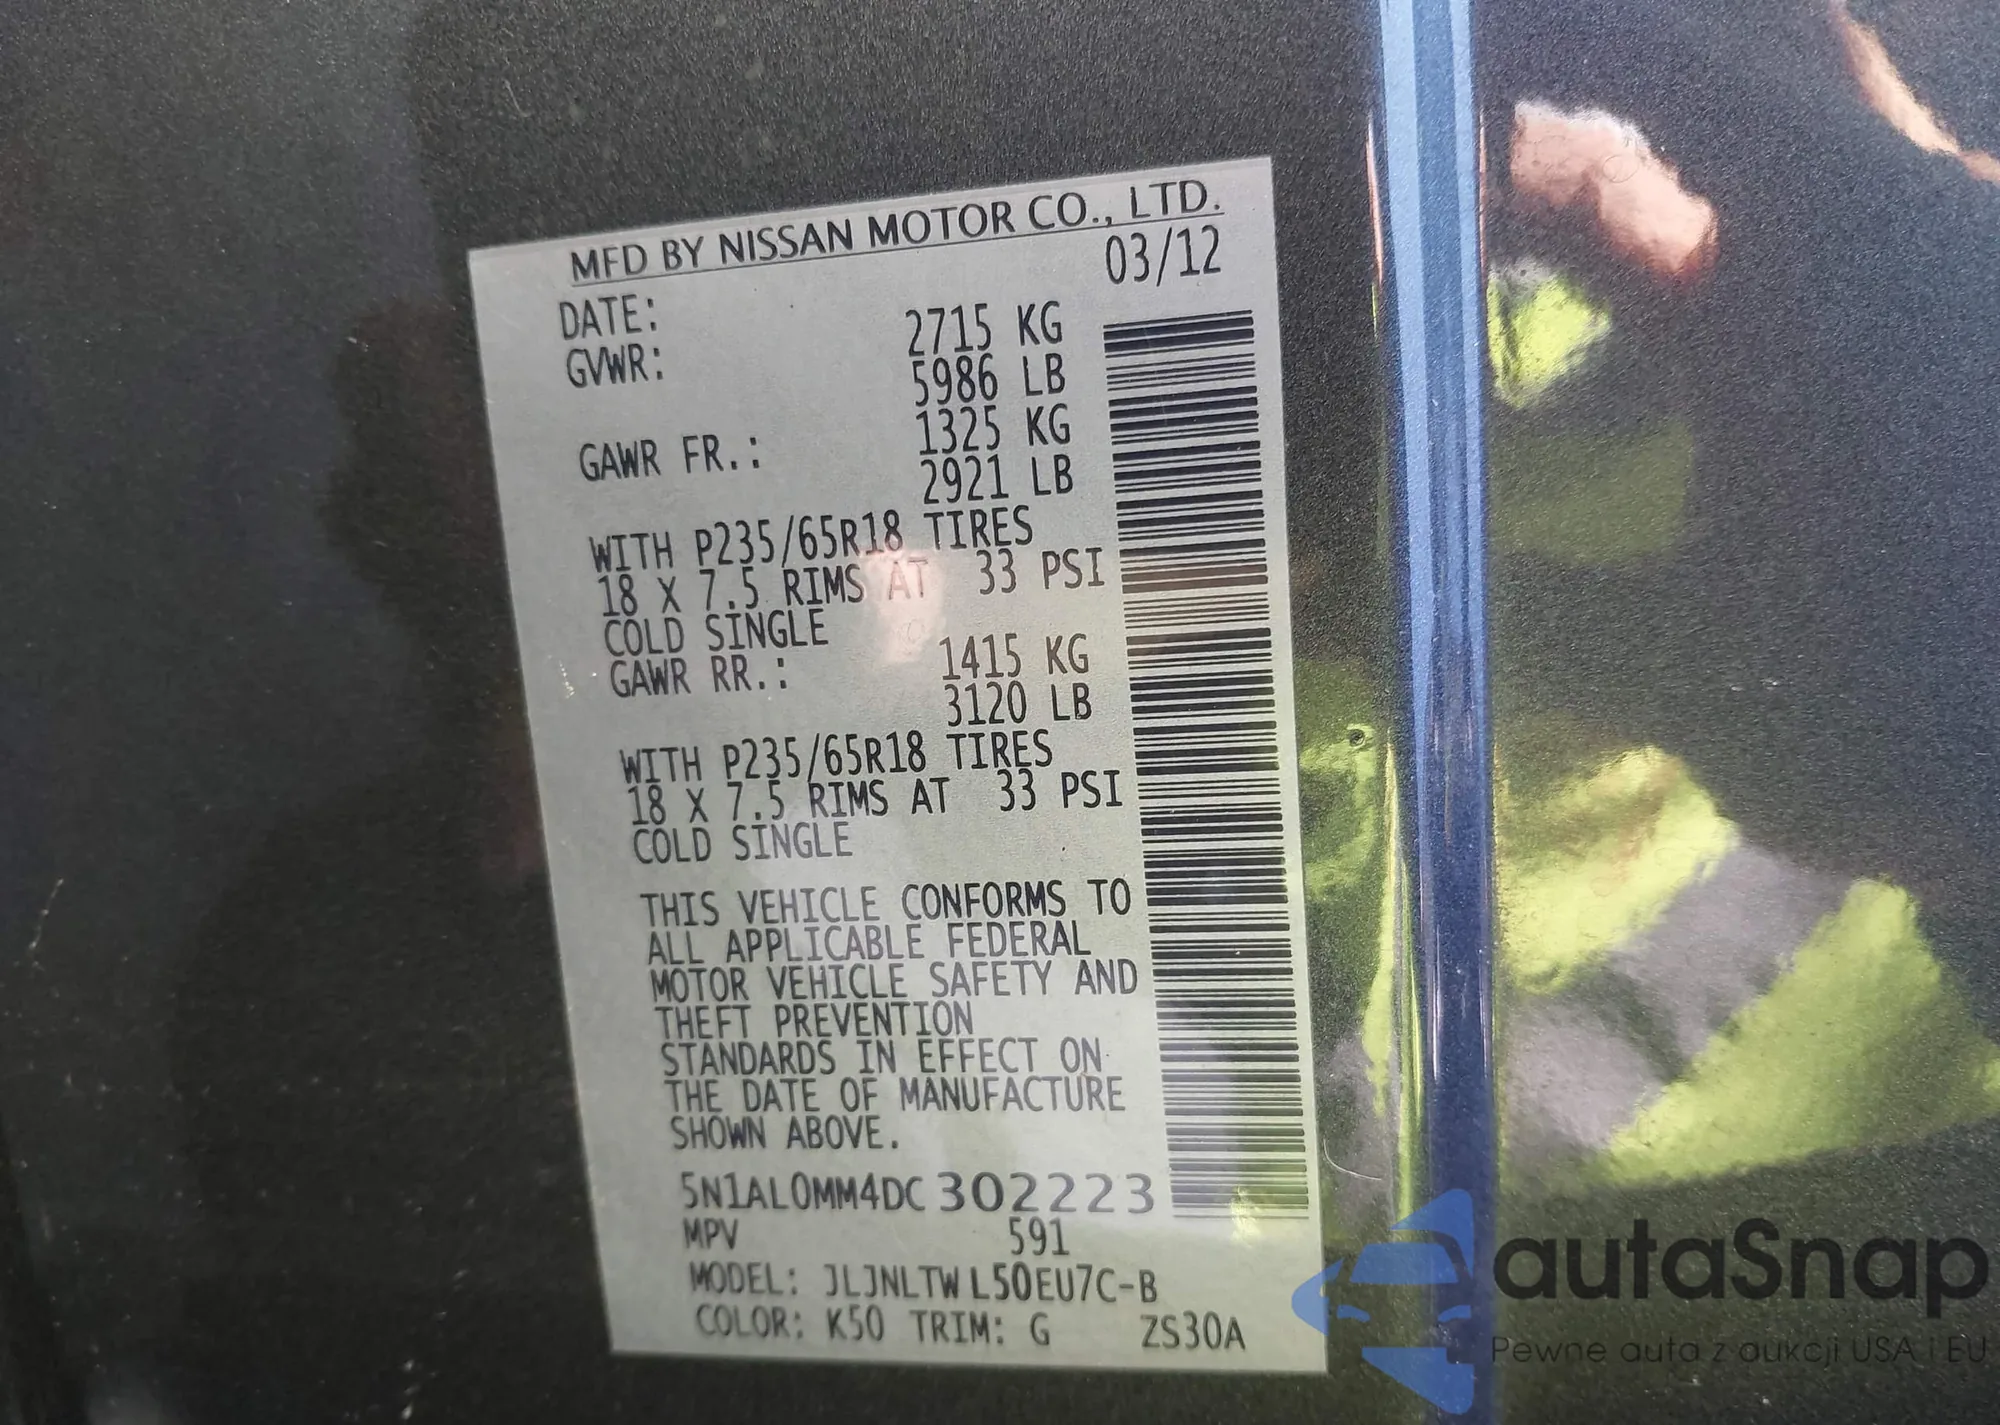 MFD BY NISSAN MOTOR CO., LTD.
DATE: 03/12
GVWR: 2715 KG
5986 LB
GAWR FR.: 1325 KG
2921 LB
WITH P235/65R18 TIRES
18 X 7.5 RIMS AT 33 PSI
COLD SINGLE
GAWR RR.: 1415 KG
3120 LB
WITH P235/65R18 TIRES
18 X 7.5 RIMS AT 33 PSI
COLD SINGLE
THIS VEHICLE CONFORMS TO
ALL APPLICABLE FEDERAL
MOTOR VEHICLE SAFETY AND
THEFT PREVENTION
STANDARDS IN EFFECT ON
THE DATE OF MANUFACTURE
SHOWN ABOVE.
5N1AL0MM4DC302223
MPV 591
MODEL: JLJNLTWL50EU7C-B
COLOR: K50 TRIM: G ZS30A
autaSnap
Pewne auta z aukcji USA i EU